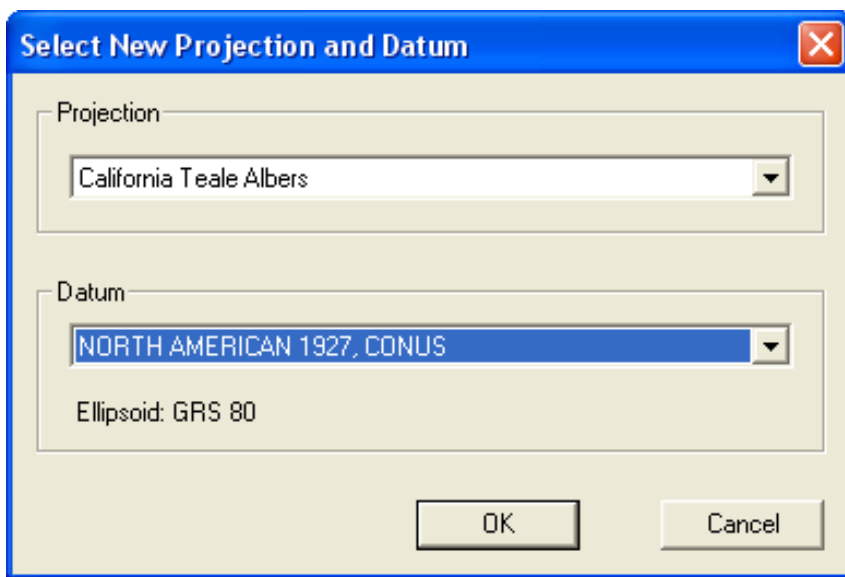 Select New Projection and Datum
Projection
California Teale Albers
Datum
NORTH AMERICAN 1927, CONUS
Ellipsoid: GRS 80
OK
Cancel